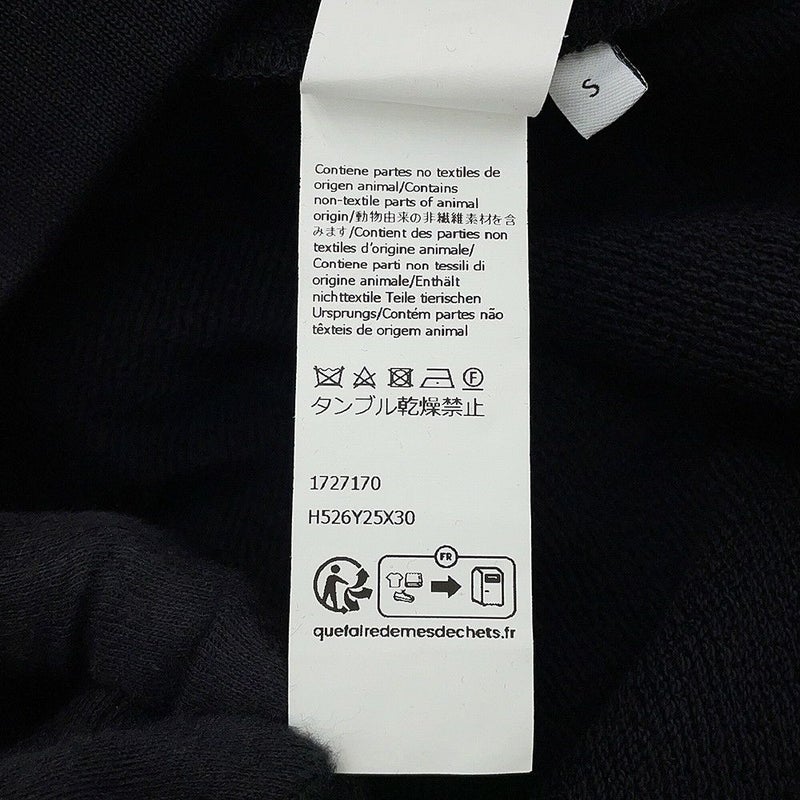 S
Contiene partes no textiles de
origen animal/Contains
non-textile parts of animal
origin/動物由来の非繊維素材を含
みます/Contient des parties non
textiles d'origine animale/
Contiene parti non tessili di
origine animale/Enthält
nichttextile Teile tierischen
Ursprungs/Contém partes não
têxteis de origem animal
F
タンブル乾燥禁止
1727170
H526Y25X30
FR
quefairedemesdechets.fr